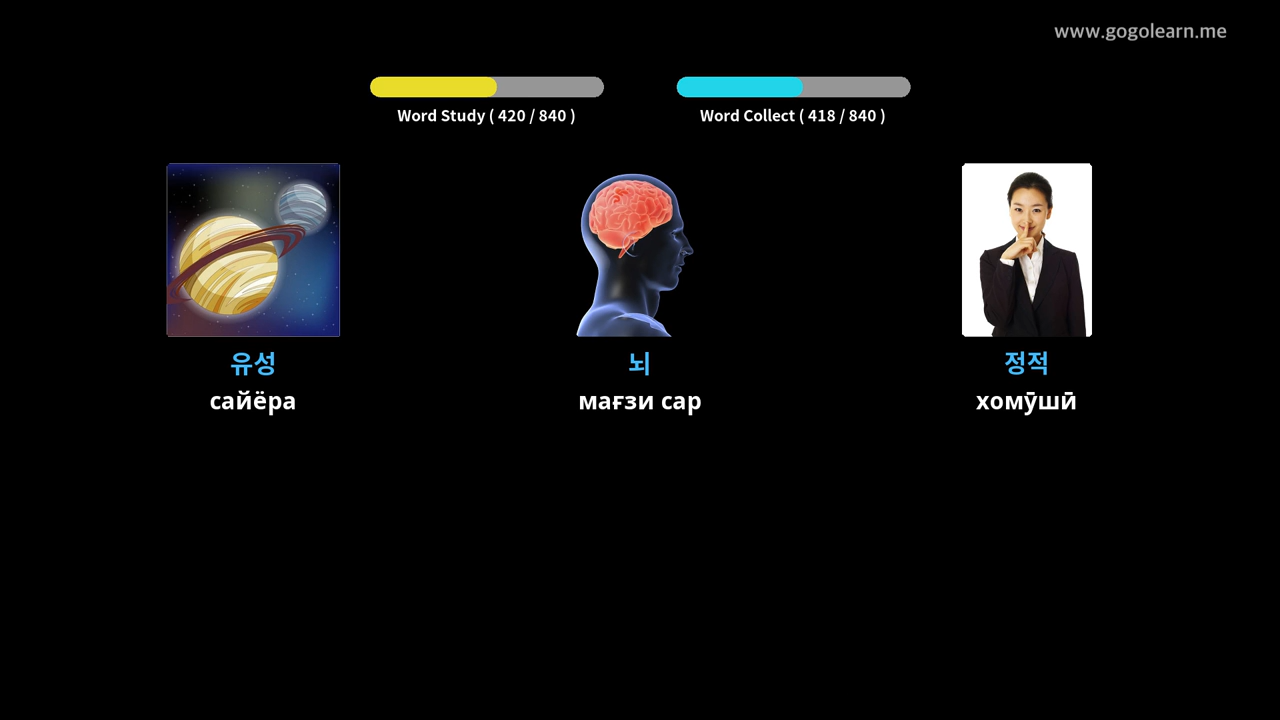 www.gogolearn.me
Word Study ( 420 / 840 )
Word Collect ( 418 / 840 )
유성
뇌
정적
сайёра
мағзи сар
хомӯшӣ